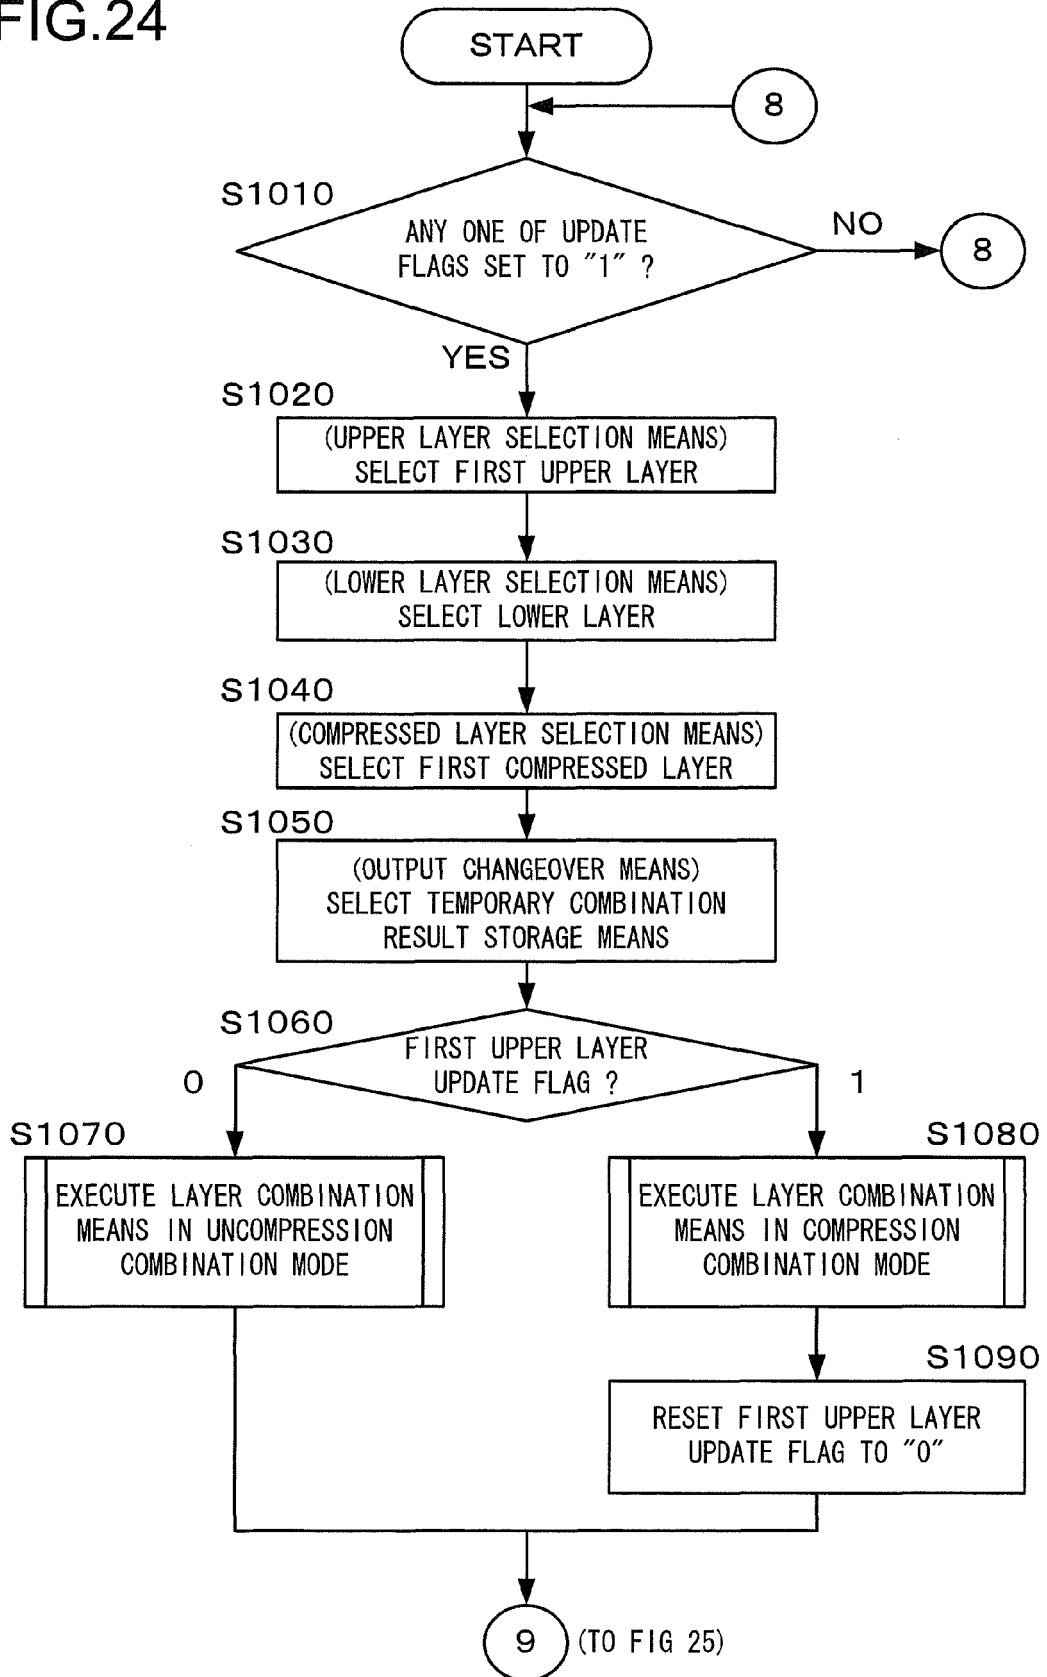 FIG.24
START
8
S1010
ANY ONE OF UPDATE
FLAGS SET TO "1" ?
NO
8
YES
S1020
(UPPER LAYER SELECTION MEANS)
SELECT FIRST UPPER LAYER
S1030
(LOWER LAYER SELECTION MEANS)
SELECT LOWER LAYER
S1040
(COMPRESSED LAYER SELECTION MEANS)
SELECT FIRST COMPRESSED LAYER
S1050
(OUTPUT CHANGEOVER MEANS)
SELECT TEMPORARY COMBINATION
RESULT STORAGE MEANS
S1060
FIRST UPPER LAYER
UPDATE FLAG ?
0
1
S1070
EXECUTE LAYER COMBINATION
MEANS IN UNCOMPRESSION
COMBINATION MODE
S1080
EXECUTE LAYER COMBINATION
MEANS IN COMPRESSION
COMBINATION MODE
S1090
RESET FIRST UPPER LAYER
UPDATE FLAG TO "0"
9 (TO FIG 25)